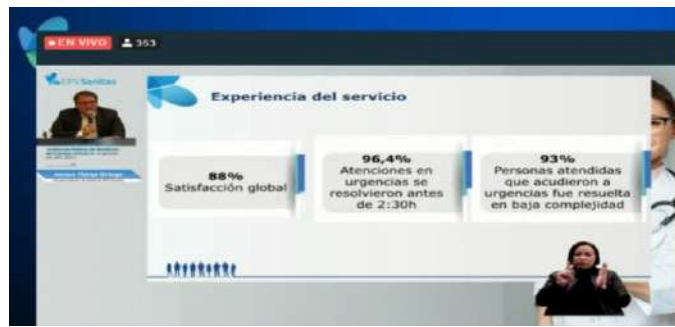 EN VIVO 353
EPS Sanitas
Experiencia del servicio
88%
Satisfacción global
96,4%
Atenciones en
urgencias se
resolvieron antes
de 2:30h
93%
Personas atendidas
que acudieron a
urgencias fue resuelta
en baja complejidad